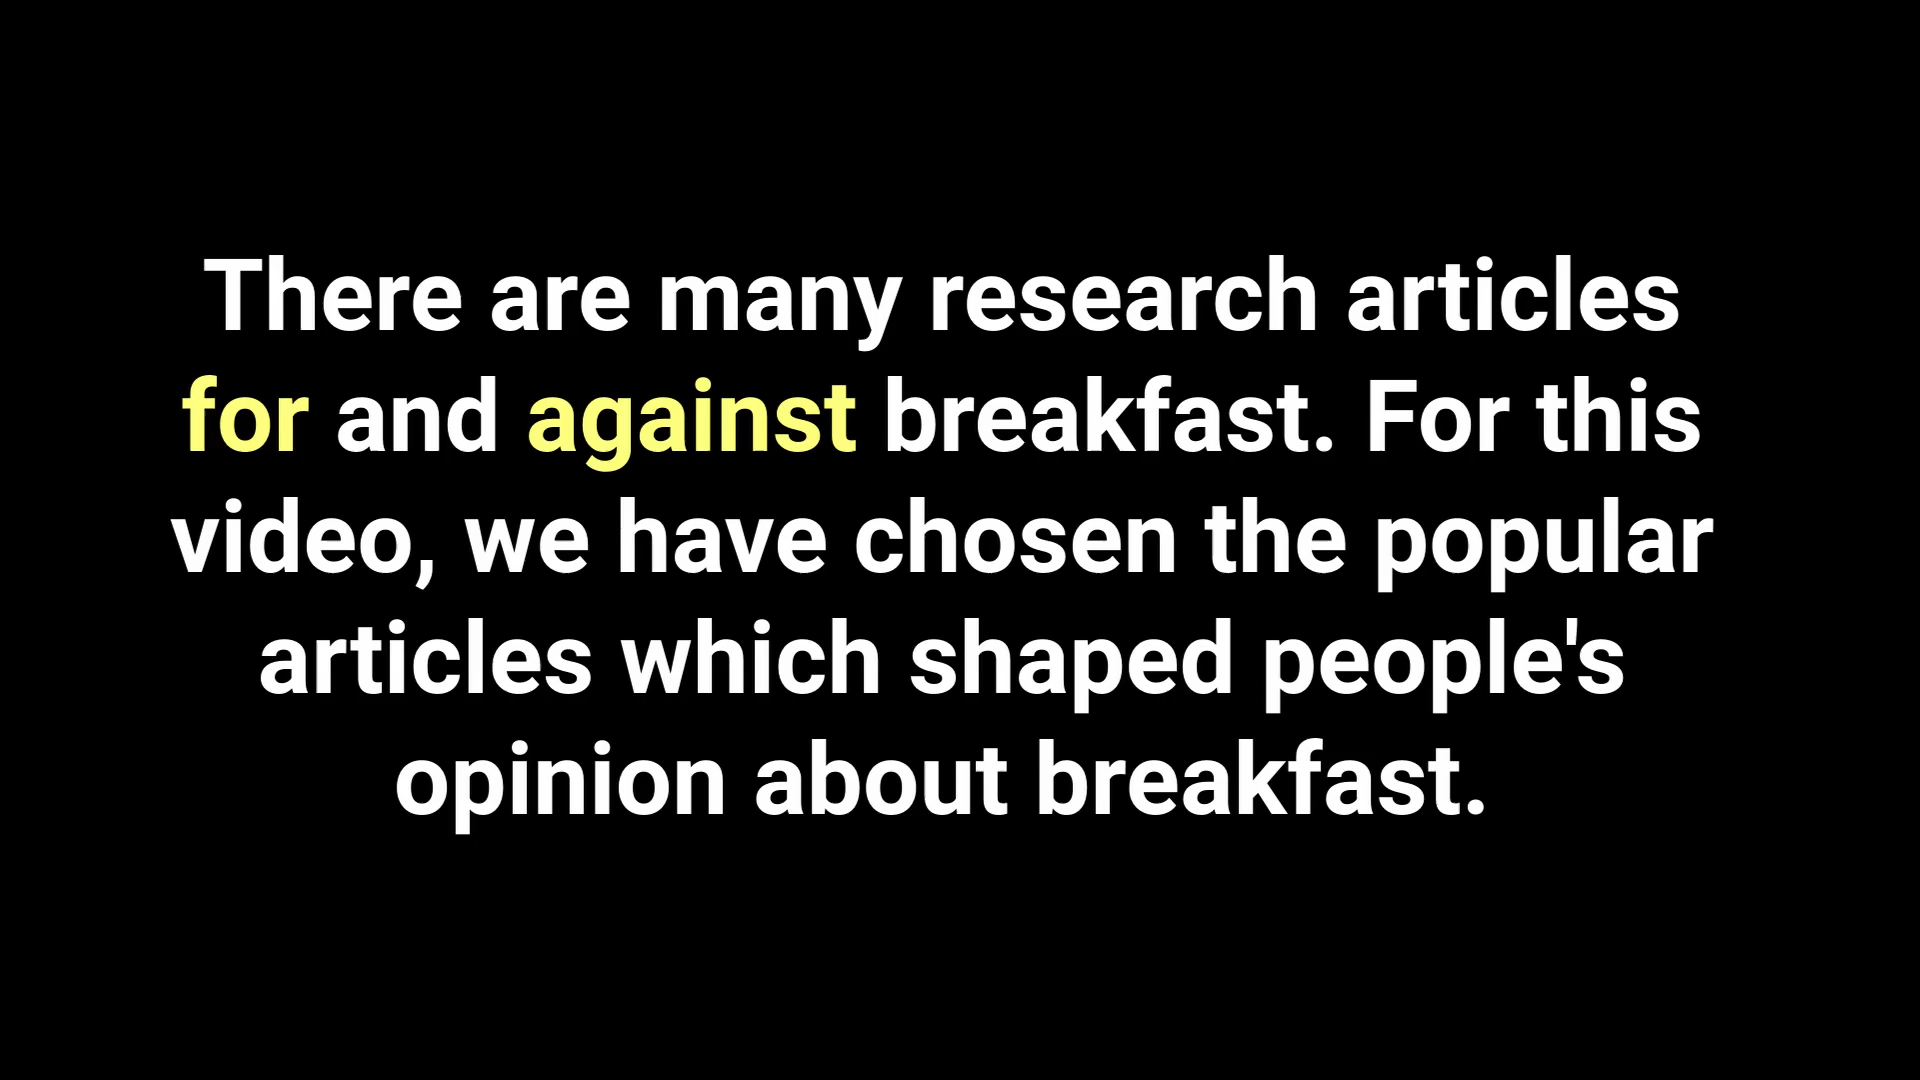 There are many research articles
for and against breakfast. For this
video, we have chosen the popular
articles which shaped people's
opinion about breakfast.